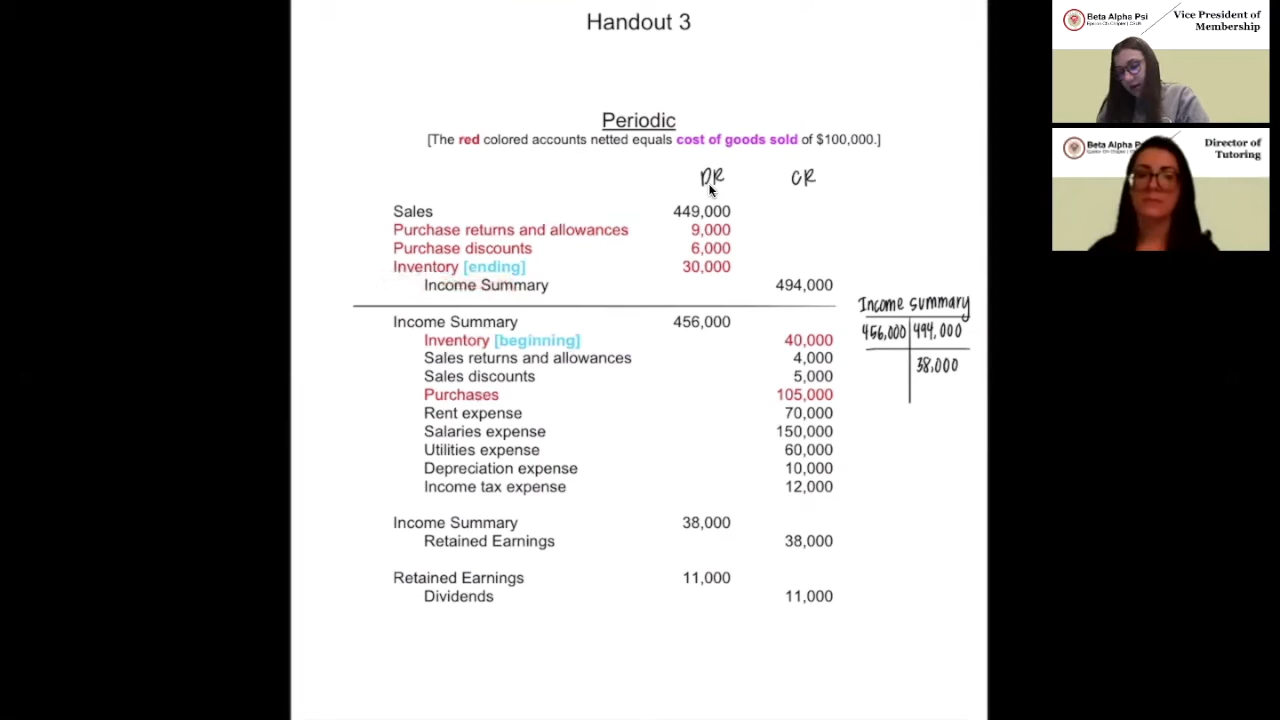 Handout 3
Periodic
[The red colored accounts netted equals cost of goods sold of $100,000.]
DR CR
Sales 449,000
Purchase returns and allowances 9,000
Purchase discounts 6,000
Inventory [ending] 30,000
Income Summary 494,000
Income Summary 456,000
Inventory [beginning] 40,000
Sales returns and allowances 4,000
Sales discounts 5,000
Purchases 105,000
Rent expense 70,000
Salaries expense 150,000
Utilities expense 60,000
Depreciation expense 10,000
Income tax expense 12,000
Income Summary 38,000
Retained Earnings 38,000
Retained Earnings 11,000
Dividends 11,000
Income summary
456,000 494,000
38,000
Beta Alpha Psi
Vice President of
Membership
Beta Alpha
Director of
Tutoring